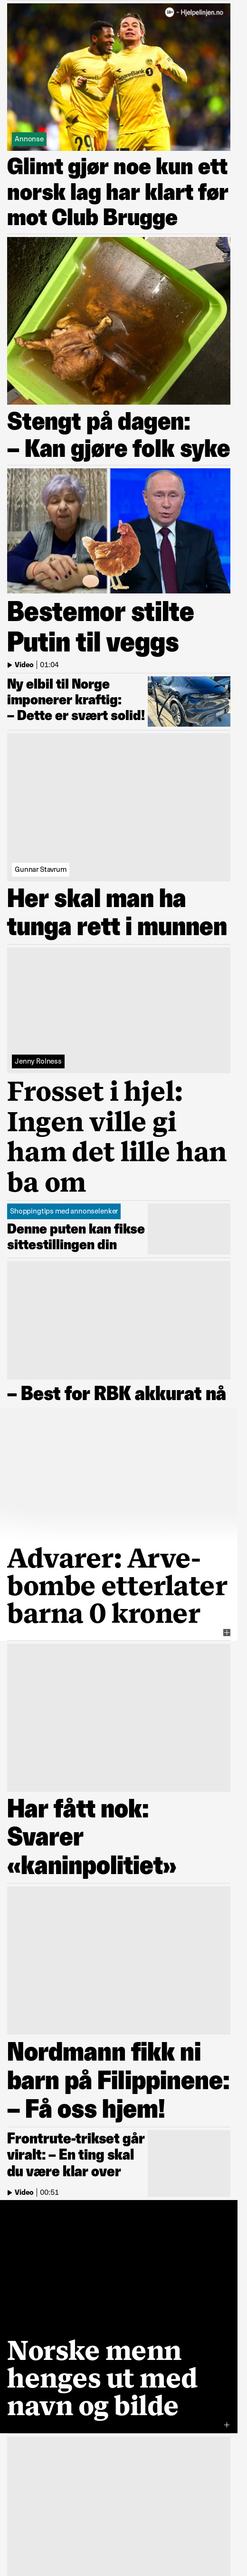 18+ - Hjelpelinjen.no
Annonse
Glimt gjør noe kun ett
norsk lag har klart før
mot Club Brugge
Stengt på dagen:
– Kan gjøre folk syke
Bestemor stilte
Putin til veggs
Video | 01:04
Ny elbil til Norge
imponerer kraftig:
– Dette er svært solid!
Gunnar Stavrum
Her skal man ha
tunga rett i munnen
Jenny Rolness
Frosset i hjel:
Ingen ville gi
ham det lille han
ba om
Shoppingtips med annonselenker
Denne puten kan fikse
sittestillingen din
– Best for RBK akkurat nå
Advarer: Arve-
bombe etterlater
barna 0 kroner
Har fått nok:
Svarer
«kaninpolitiet»
Nordmann fikk ni
barn på Filippinene:
– Få oss hjem!
Frontrute-trikset går
viralt: – En ting skal
du være klar over
Video | 00:51
Norske menn
henges ut med
navn og bilde